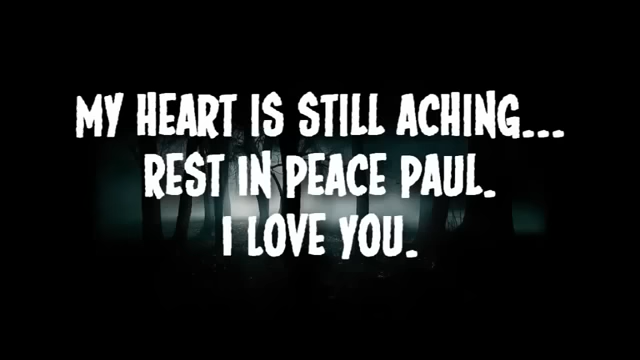 MY HEART IS STILL ACHING...
REST IN PEACE PAUL.
I LOVE YOU.